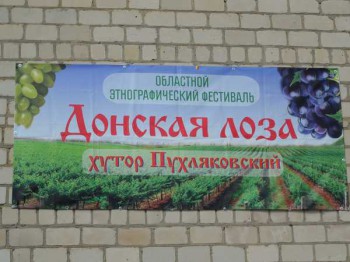 ОБЛАСТНОЙ
ЭТНОГРАФИЧЕСКИЙ ФЕСТИВАЛЬ
Донская лоза
хутор Пухляковский